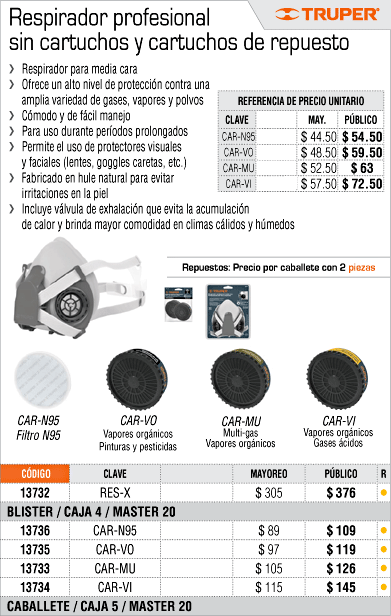 Respirador profesional
TRUPER®
sin cartuchos y cartuchos de repuesto
Respirador para media cara
Ofrece un alto nivel de protección contra una
amplia variedad de gases, vapores y polvos
Cómodo y de fácil manejo
Para uso durante períodos prolongados
Permite el uso de protectores visuales
y faciales (lentes, goggles caretas, etc.)
Fabricado en hule natural para evitar
irritaciones en la piel
Incluye válvula de exhalación que evita la acumulación
de calor y brinda mayor comodidad en climas cálidos y húmedos
REFERENCIA DE PRECIO UNITARIO
CLAVE MAY. PÚBLICO
CAR-N95 $ 44.50 $ 54.50
CAR-VO $ 48.50 $ 59.50
CAR-MU $ 52.50 $ 63
CAR-VI $ 57.50 $ 72.50
Repuestos: Precio por caballete con 2 piezas
TRUPER
CAR-N95
Filtro N95
CAR-VO
Vapores orgánicos
Pinturas y pesticidas
CAR-MU
Multi-gas
Vapores orgánicos
CAR-VI
Vapores orgánicos
Gases ácidos
CÓDIGO CLAVE MAYOREO PÚBLICO R
13732 RES-X $ 305 $ 376
BLISTER / CAJA 4 / MASTER 20
13736 CAR-N95 $ 89 $ 109
13735 CAR-VO $ 97 $ 119
13733 CAR-MU $ 105 $ 126
13734 CAR-VI $ 115 $ 145
CABALLETE / CAJA 5 / MASTER 20